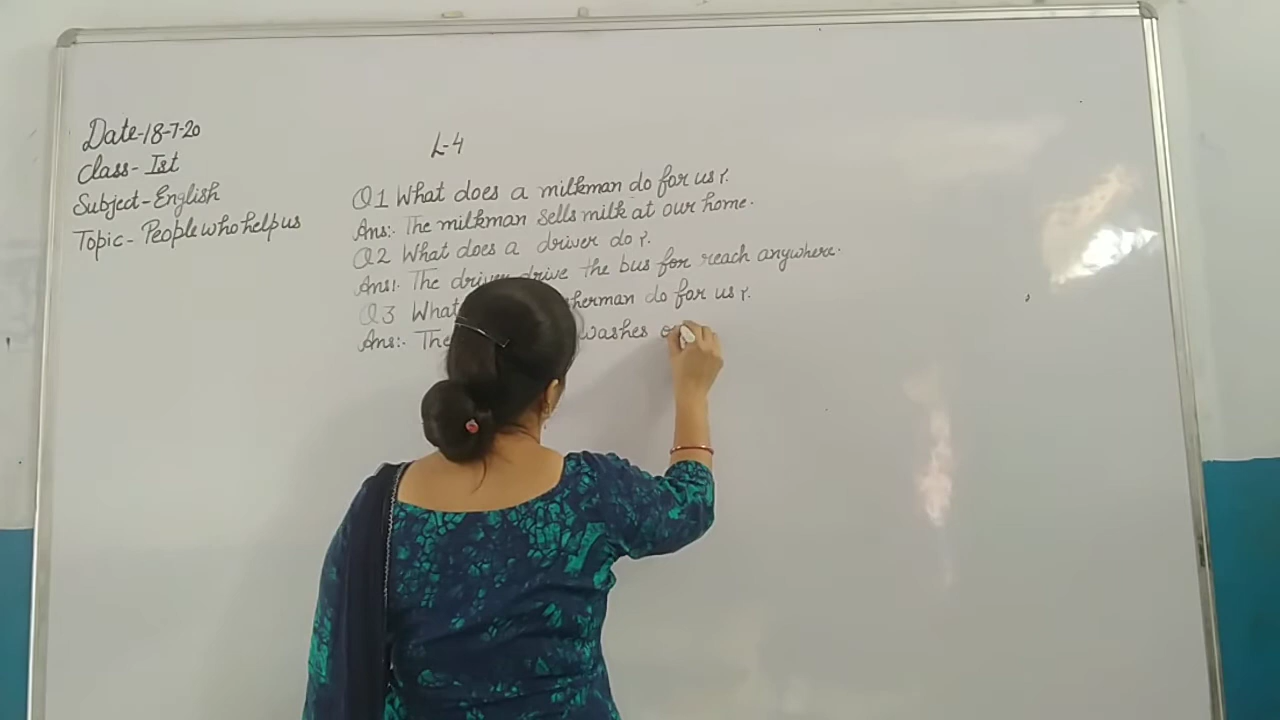 Date-18-7-20
Class- Ist
Subject-English
Topic- People who help us
L-4
Q1 What does a milkman do for us?
Ans:. The milkman sells milk at our home.
Q2 What does a driver do?
Ans:. The driver drive the bus for reach anywhere.
Q3 What do for us?
Ans:. The washes